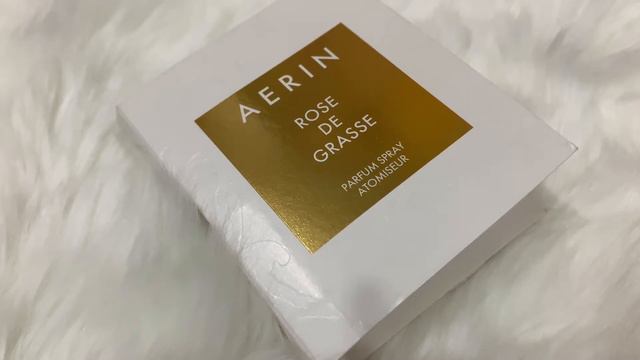 AERIN
ROSE
DE
GRASSE
PARFUM SPRAY
ATOMISEUR